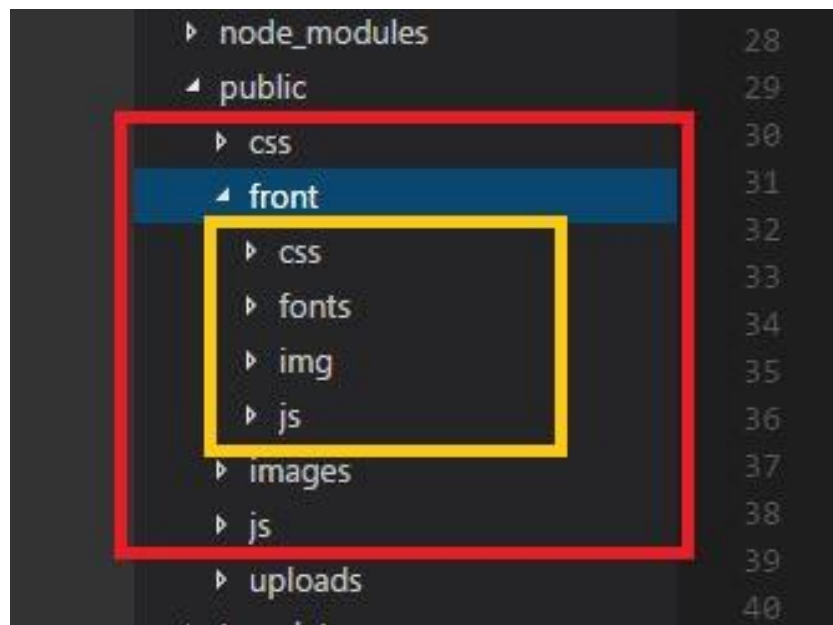 node_modules 28
public 29
css 30
front 31
css 32
fonts 33
img 34
js 35
images 36
js 37
uploads 38
39
40